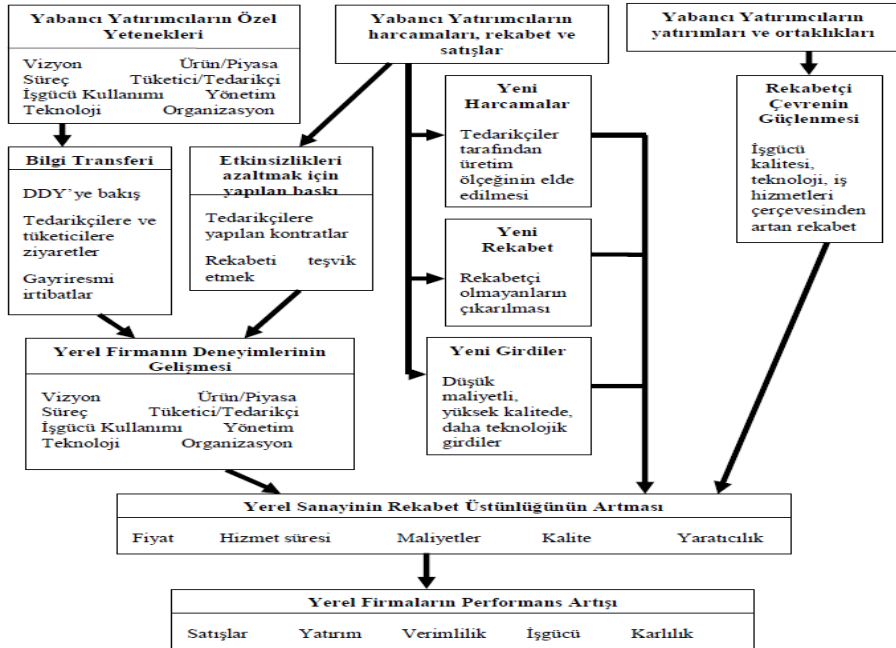 Yabancı Yatırımcıların Özel
Yetenekleri
Vizyon Ürün/Piyasa
Süreç Tüketici/Tedarikçi
İşgücü Kullanımı Yönetim
Teknoloji Organizasyon
Yabancı Yatırımcıların
harcamaları, rekabet ve
satışlar
Yabancı Yatırımcıların
yatırımları ve ortaklıkları
Bilgi Transferi
DDY’ye bakış
Tedarikçilere ve
tüketicilere
ziyaretler
Gayriresmi
irtibatlar
Etkinsizlikleri
azaltmak için
yapılan baskı
Tedarikçilere
yapılan kontratlar
Rekabeti teşvik
etmek
Yeni
Harcamalar
Tedarikçiler
tarafından
üretim
ölçeğinin elde
edilmesi
Yeni
Rekabet
Rekabetçi
olmayanların
çıkarılması
Yeni Girdiler
Düşük
maliyetli,
yüksek kalitede,
daha teknolojik
girdiler
Rekabetçi
Çevrenin
Güçlenmesi
İşgücü
kalitesi,
teknoloji, iş
hizmetleri
çerçevesinden
artan rekabet
Yerel Firmanın Deneyimlerinin
Gelişmesi
Vizyon Ürün/Piyasa
Süreç Tüketici/Tedarikçi
İşgücü Kullanımı Yönetim
Teknoloji Organizasyon
Yerel Sanayinin Rekabet Üstünlüğünün Artması
Fiyat Hizmet süresi Maliyetler Kalite Yaratıcılık
Yerel Firmaların Performans Artışı
Satışlar Yatırım Verimlilik İşgücü Karlılık